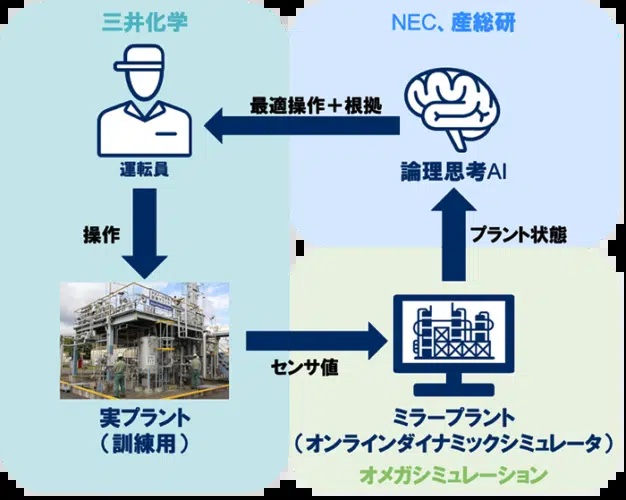 三井化学
NEC、産総研
最適操作＋根拠
運転員
論理思考AI
操作
プラント状態
センサ値
実プラント
（訓練用）
ミラープラント
（オンラインダイナミックシミュレータ）
オメガシミュレーション